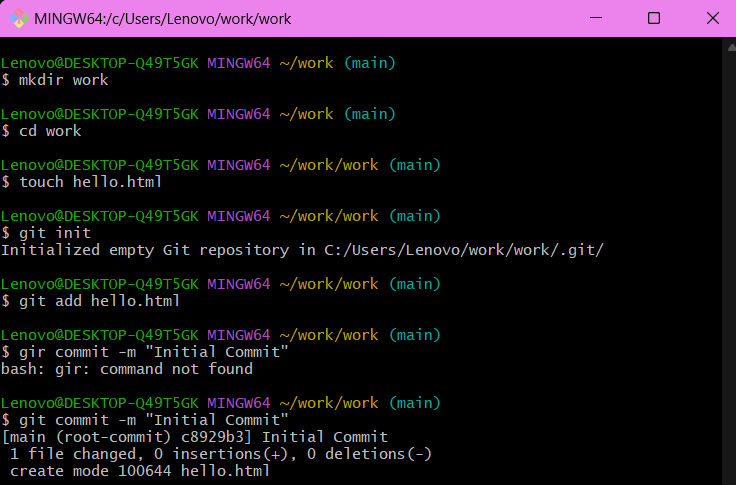 MINGW64:/c/Users/Lenovo/work/work
Lenovo@DESKTOP-Q49T5GK MINGW64 ~/work (main)
$ mkdir work
Lenovo@DESKTOP-Q49T5GK MINGW64 ~/work (main)
$ cd work
Lenovo@DESKTOP-Q49T5GK MINGW64 ~/work/work (main)
$ touch hello.html
Lenovo@DESKTOP-Q49T5GK MINGW64 ~/work/work (main)
$ git init
Initialized empty Git repository in C:/Users/Lenovo/work/work/.git/
Lenovo@DESKTOP-Q49T5GK MINGW64 ~/work/work (main)
$ git add hello.html
Lenovo@DESKTOP-Q49T5GK MINGW64 ~/work/work (main)
$ gir commit -m "Initial Commit"
bash: gir: command not found
Lenovo@DESKTOP-Q49T5GK MINGW64 ~/work/work (main)
$ git commit -m "Initial Commit"
[main (root-commit) c8929b3] Initial Commit
 1 file changed, 0 insertions(+), 0 deletions(-)
 create mode 100644 hello.html